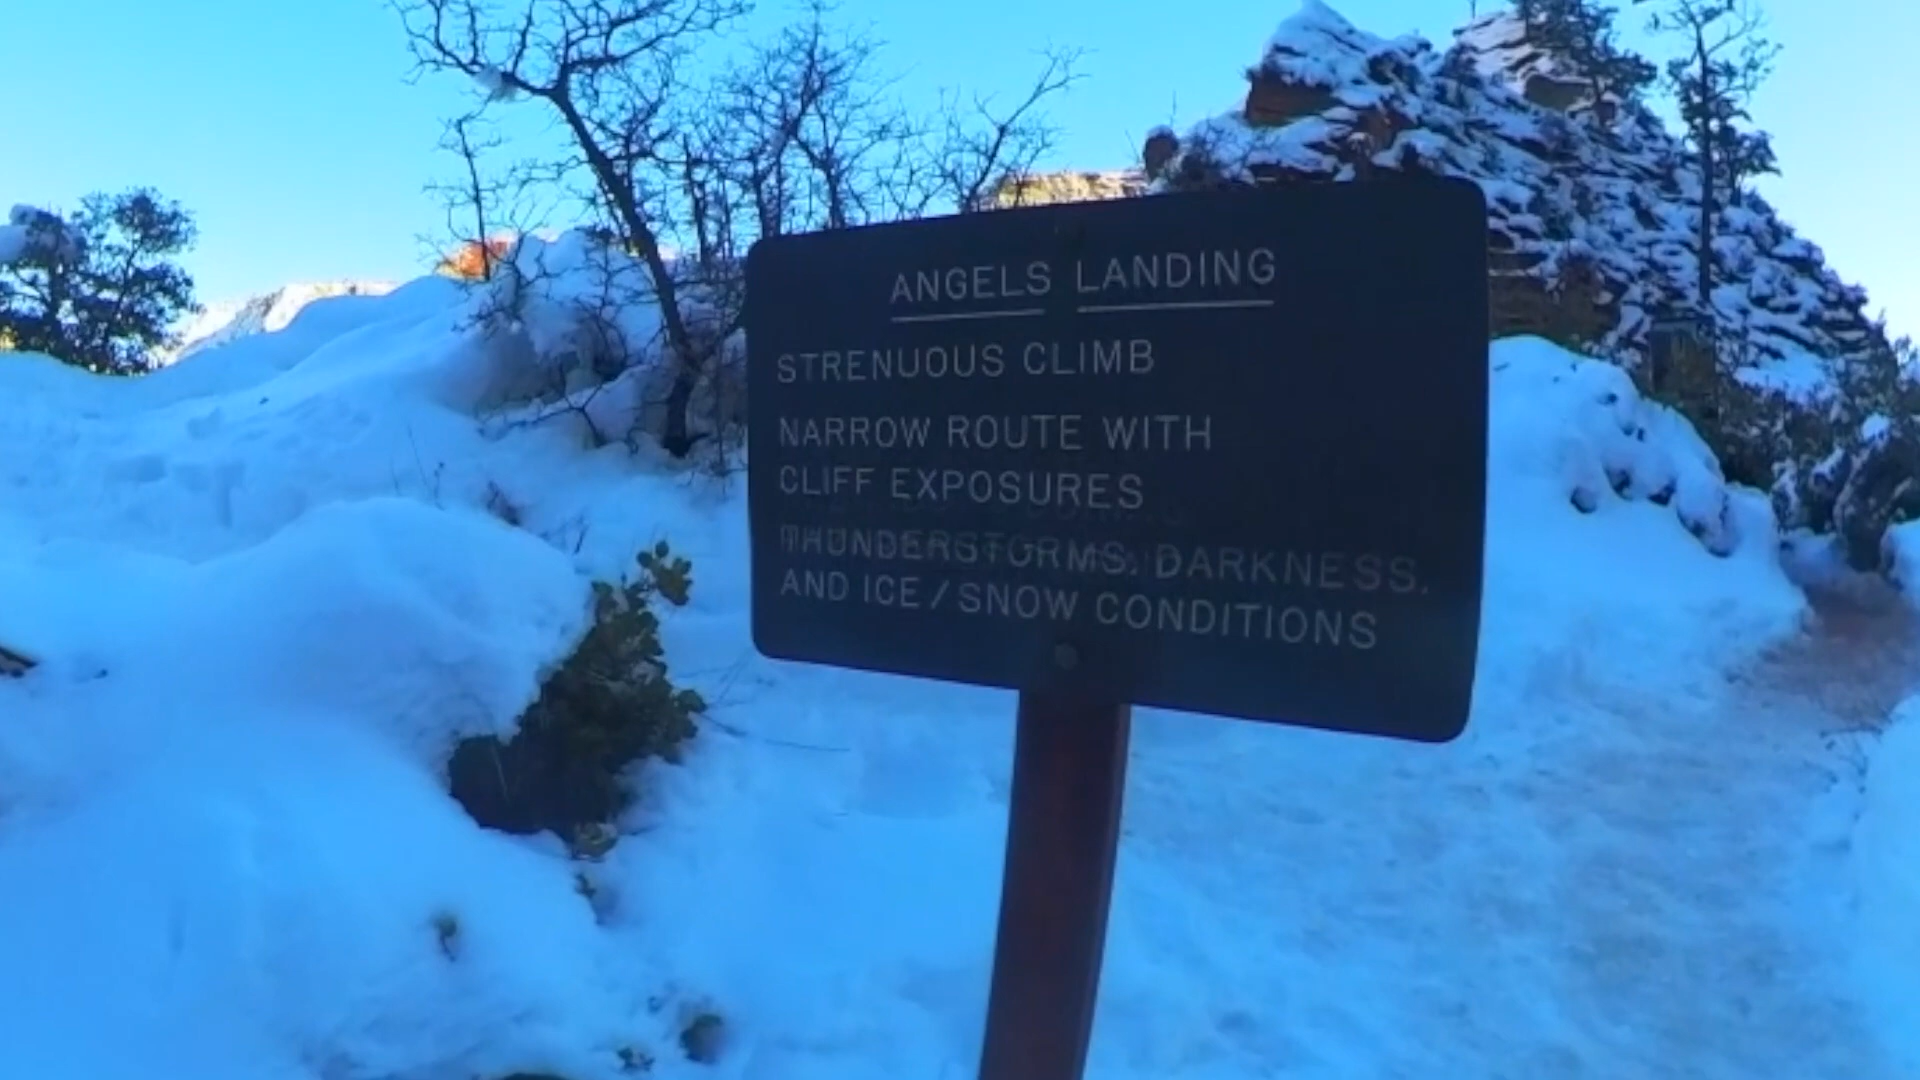 ANGELS LANDING
STRENUOUS CLIMB
NARROW ROUTE WITH
CLIFF EXPOSURES
THUNDERSTORMS, DARKNESS,
AND ICE/SNOW CONDITIONS